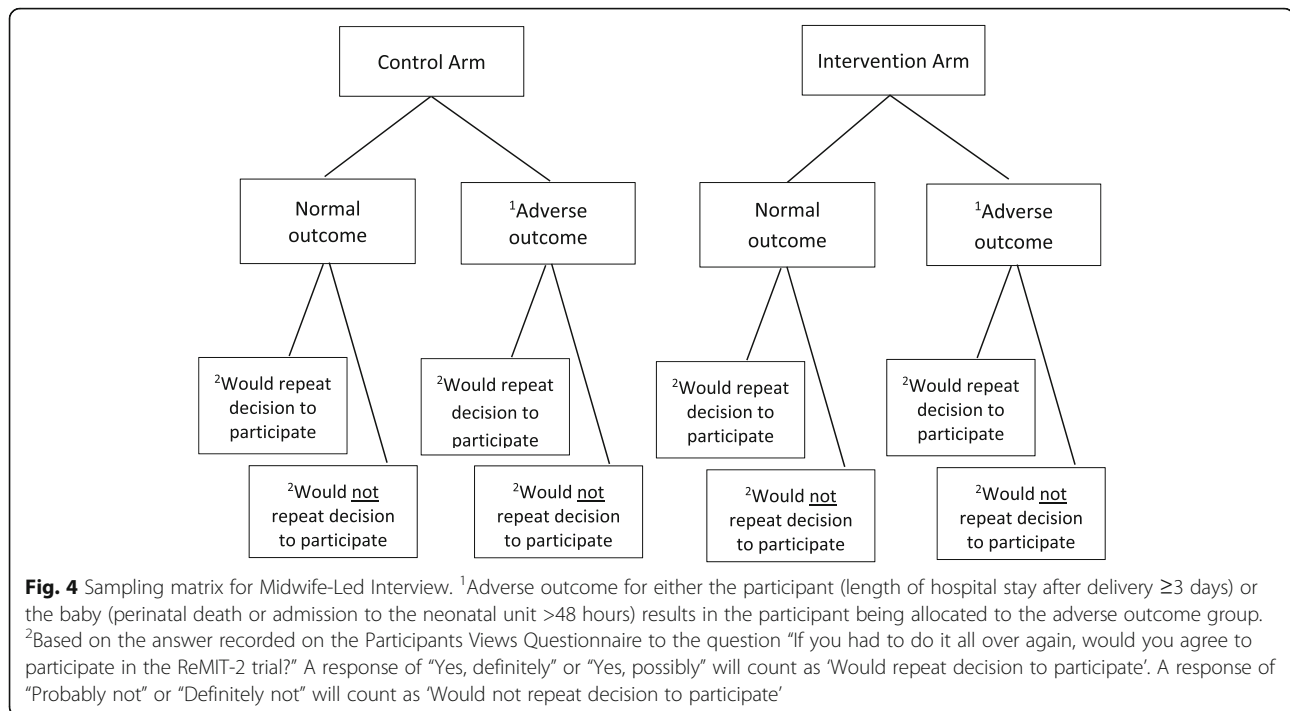 Control Arm
Intervention Arm
Normal
outcome
¹Adverse
outcome
Normal
outcome
¹Adverse
outcome
²Would repeat
decision to
participate
²Would repeat
decision to
participate
²Would repeat
decision to
participate
²Would repeat
decision to
participate
²Would not
repeat decision
to participate
²Would not
repeat decision
to participate
²Would not
repeat decision
to participate
²Would not
repeat decision
to participate
Fig. 4 Sampling matrix for Midwife-Led Interview. ¹Adverse outcome for either the participant (length of hospital stay after delivery ≥3 days) or
the baby (perinatal death or admission to the neonatal unit >48 hours) results in the participant being allocated to the adverse outcome group.
²Based on the answer recorded on the Participants Views Questionnaire to the question “If you had to do it all over again, would you agree to
participate in the ReMIT-2 trial?” A response of “Yes, definitely” or “Yes, possibly” will count as ‘Would repeat decision to participate’. A response of
“Probably not” or “Definitely not” will count as ‘Would not repeat decision to participate’